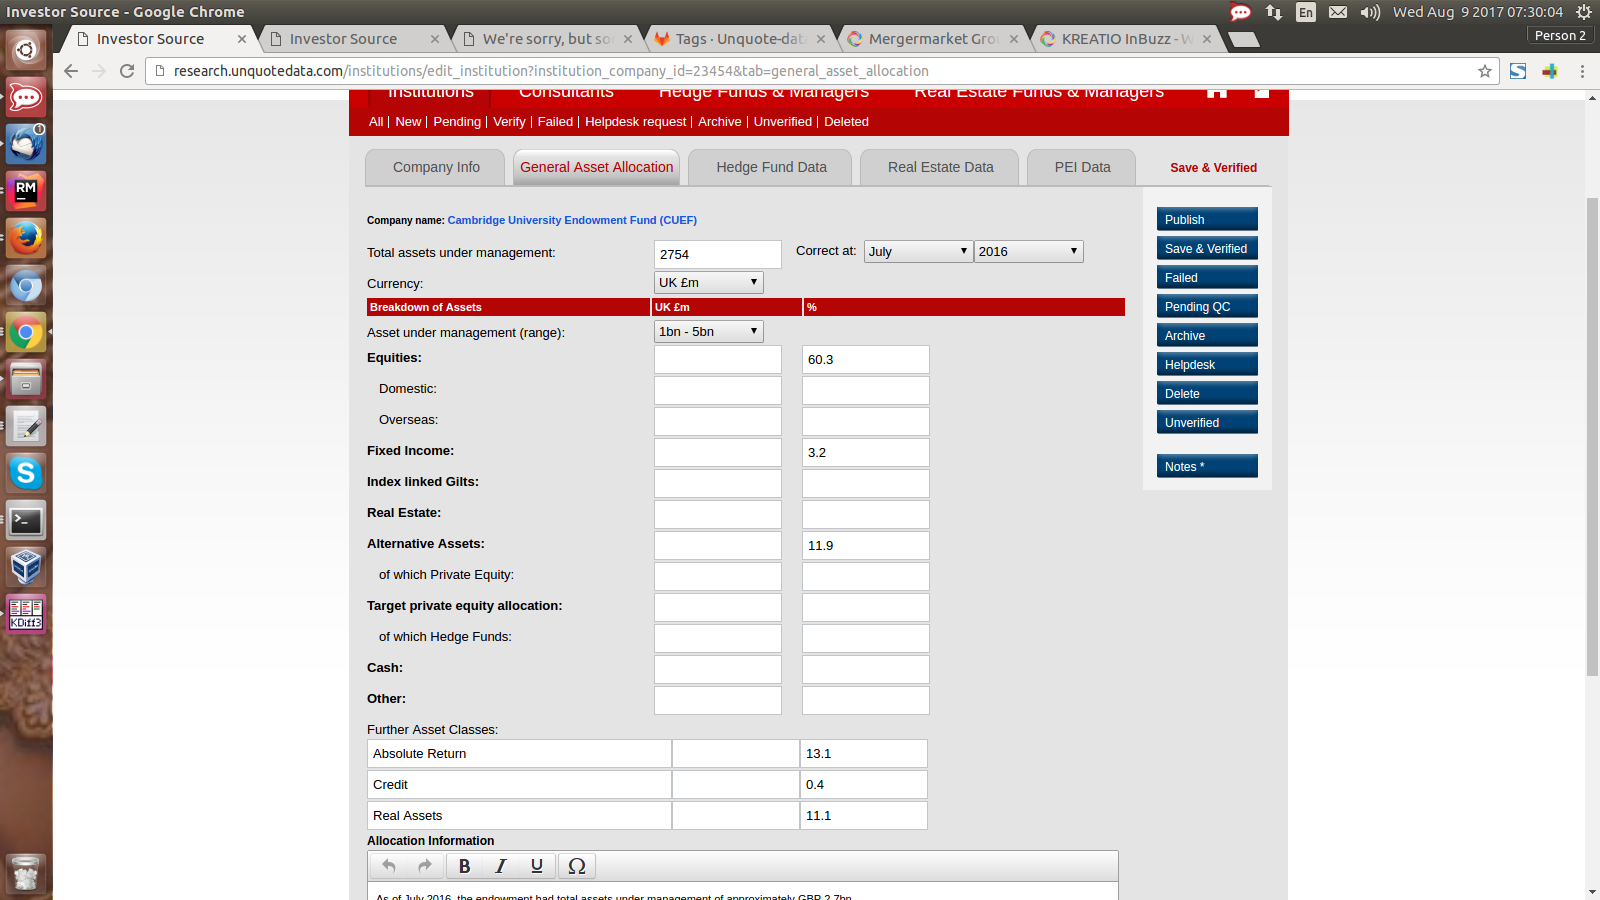 Investor Source - Google Chrome
En
Wed Aug 9 2017 07:30:04
Investor Source
Investor Source
We're sorry, but so
Tags · Unquote-dat
Mergermarket Gro
KREATIO InBuzz - W
Person 2
research.unquotedata.com/institutions/edit_institution?institution_company_id=23454&tab=general_asset_allocation
Institutions
Consultants
Hedge Funds & Managers
Real Estate Funds & Managers
All | New | Pending | Verify | Failed | Helpdesk request | Archive | Unverified | Deleted
Company Info
General Asset Allocation
Hedge Fund Data
Real Estate Data
PEI Data
Save & Verified
Company name: Cambridge University Endowment Fund (CUEF)
Total assets under management: 2754 Correct at: July 2016
Currency: UK £m
Breakdown of Assets UK £m %
Asset under management (range): 1bn - 5bn
Equities: 60.3
Domestic:
Overseas:
Fixed Income: 3.2
Index linked Gilts:
Real Estate:
Alternative Assets: 11.9
of which Private Equity:
Target private equity allocation:
of which Hedge Funds:
Cash:
Other:
Further Asset Classes:
Absolute Return 13.1
Credit 0.4
Real Assets 11.1
Allocation Information
B I U Ω
As of July 2016, the endowment had total assets under management of approximately GBP 2.7bn
Publish
Save & Verified
Failed
Pending QC
Archive
Helpdesk
Delete
Unverified
Notes *
1
RM
S
>_
KDiff3